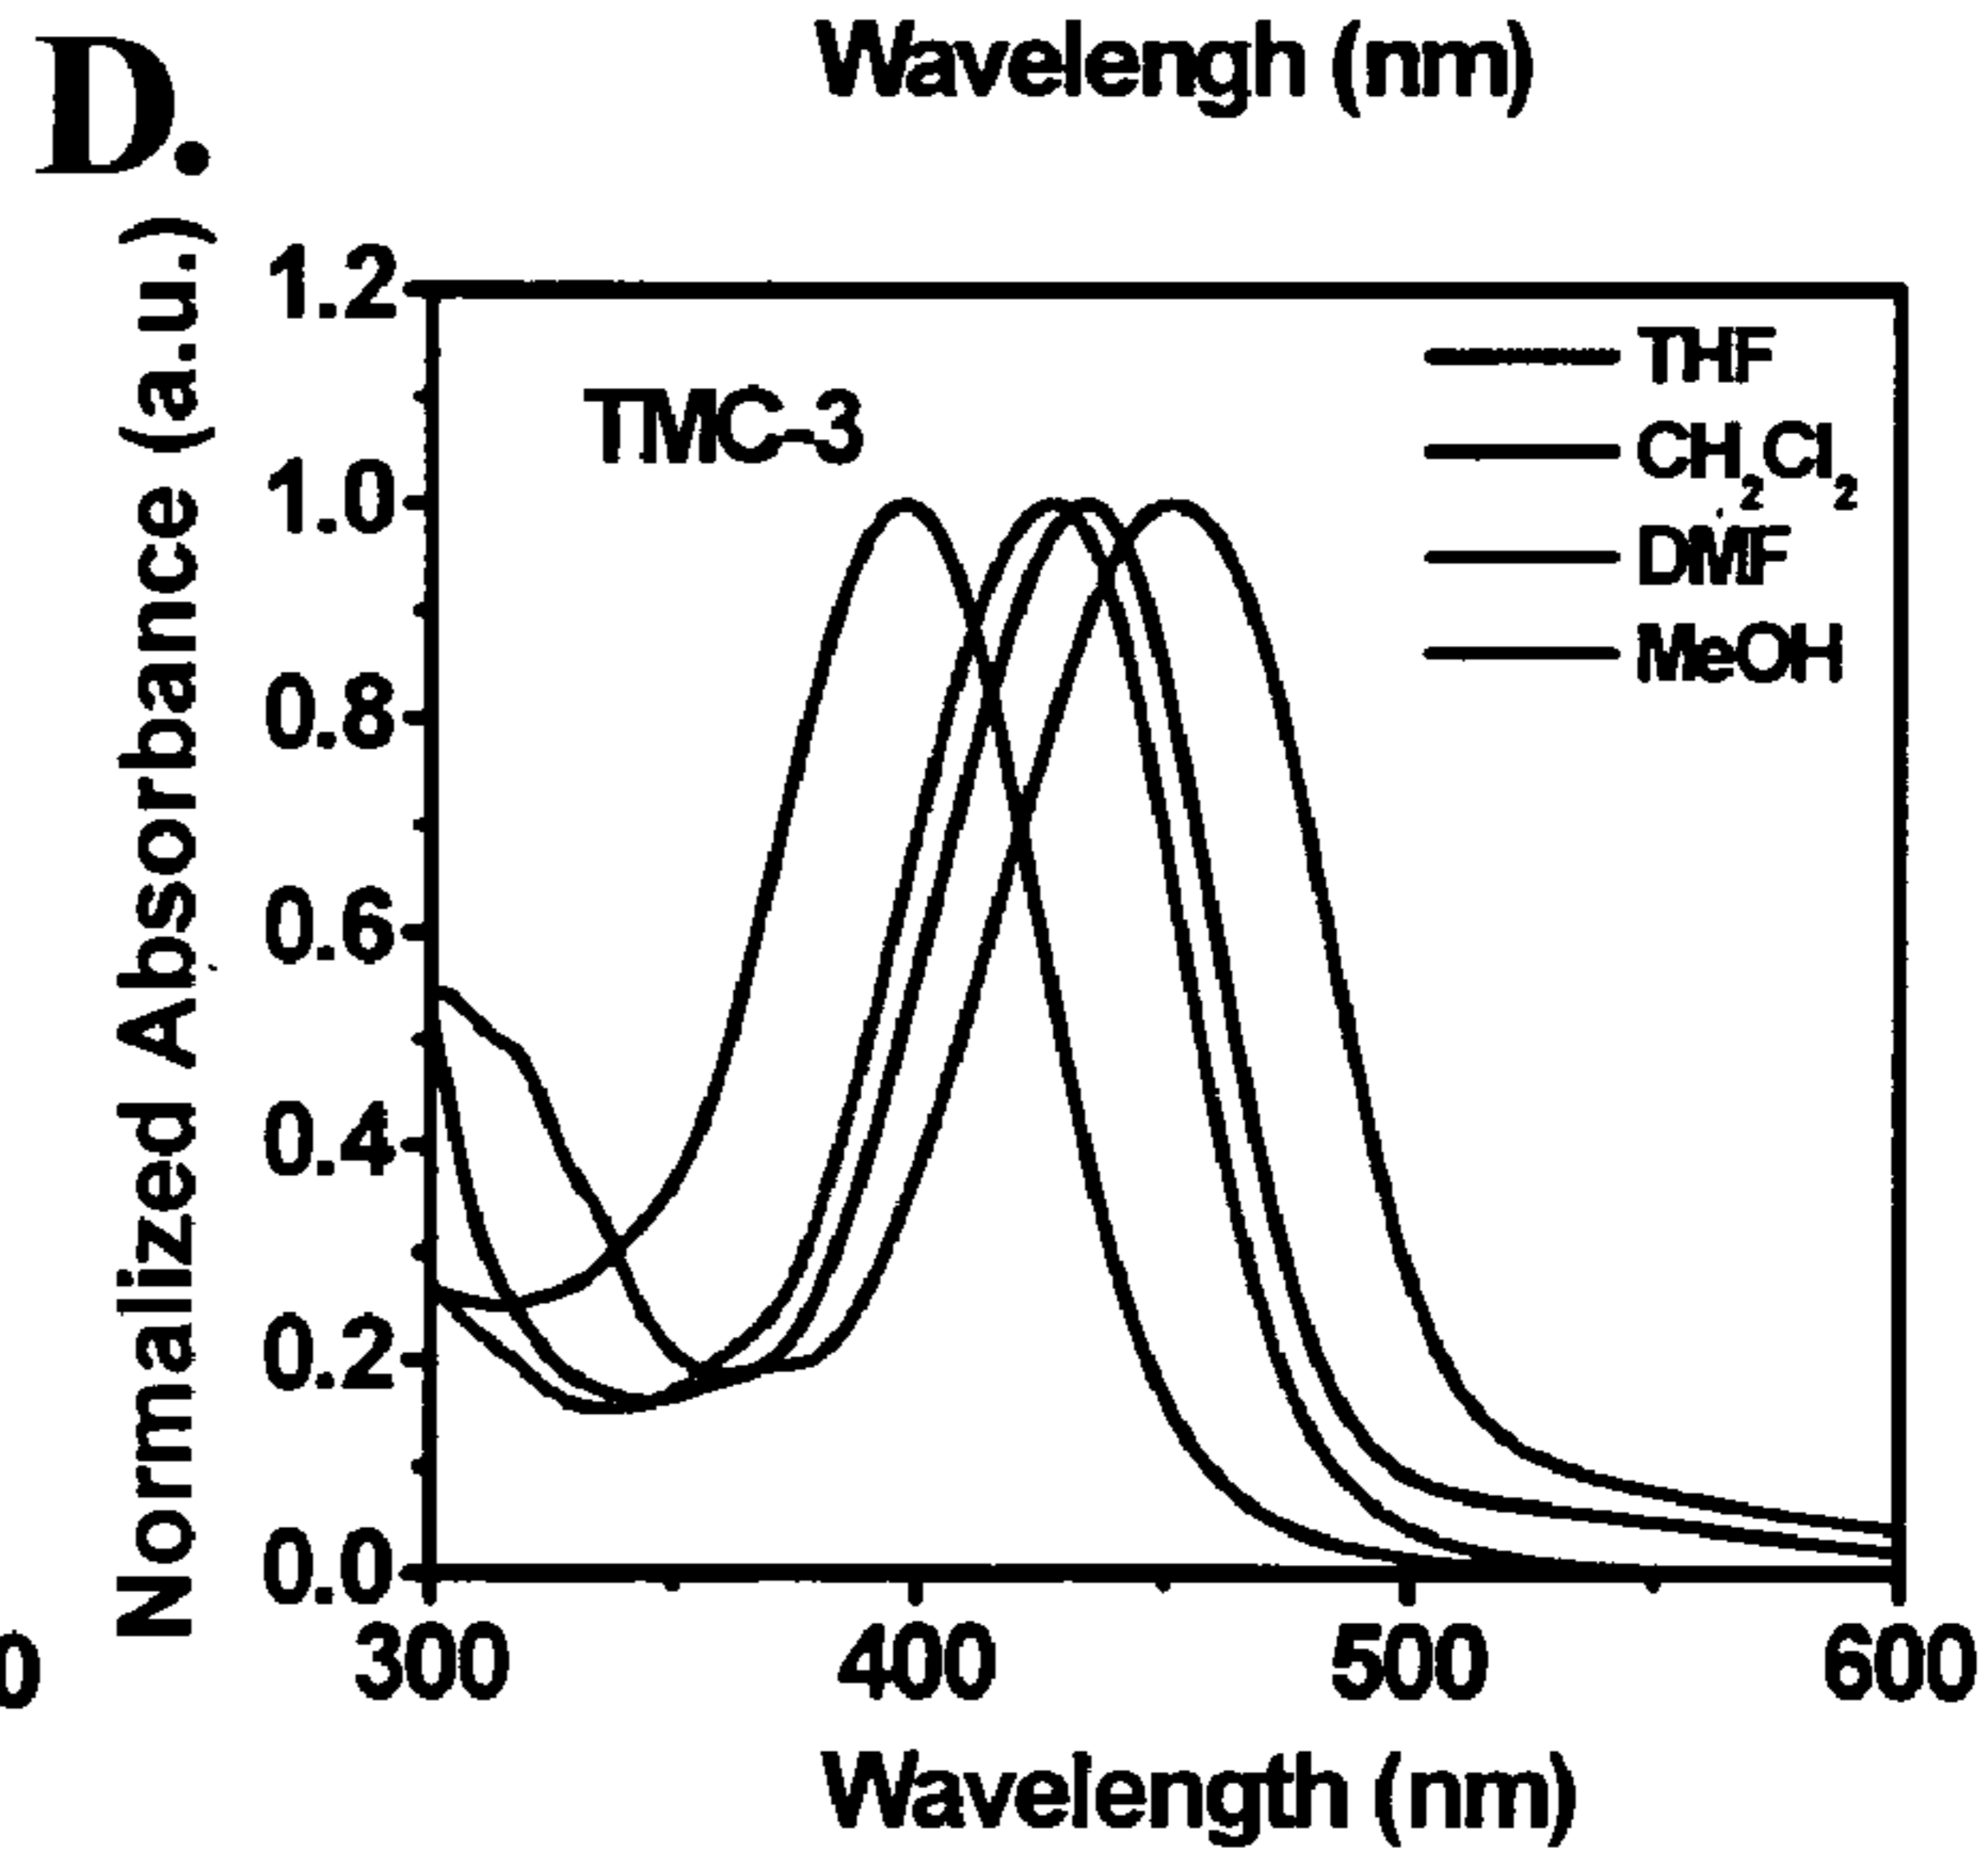 Wavelengh (nm)
D.
Normalized Absorbance (a.u.)
1.2
1.0
0.8
0.6
0.4
0.2
0.0
TMC-3
THF
CH2Cl2
DMF
MeOH
0
300 400 500 600
Wavelength (nm)